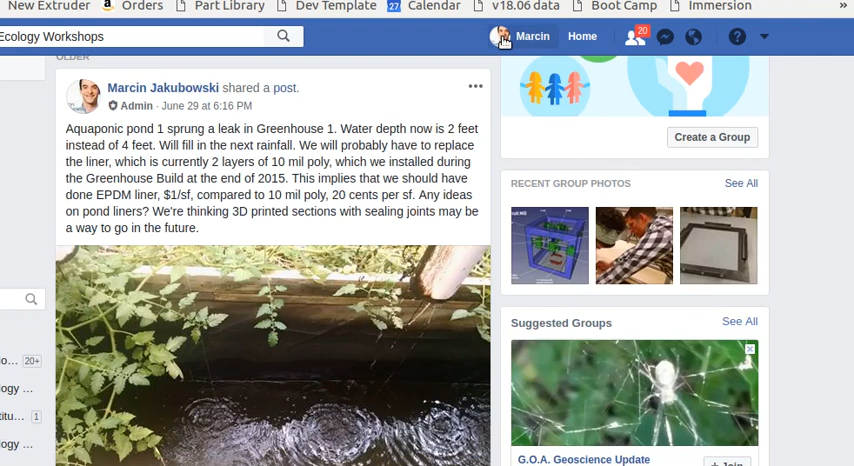 New Extruder
a Orders
Part Library
Dev Template
27 Calendar
v18.06 data
Boot Camp
Immersion
»
Ecology Workshops
Marcin
Home
20
?
OLDER
Marcin Jakubowski shared a post.
Admin · June 29 at 6:16 PM
Aquaponic pond 1 sprung a leak in Greenhouse 1. Water depth now is 2 feet
instead of 4 feet. Will fill in the next rainfall. We will probably have to replace
the liner, which is currently 2 layers of 10 mil poly, which we installed during
the Greenhouse Build at the end of 2015. This implies that we should have
done EPDM liner, $1/sf, compared to 10 mil poly, 20 cents per sf. Any ideas
on pond liners? We're thinking 3D printed sections with sealing joints may be
a way to go in the future.
lo... 20+
logy ...
titu... 1
ology ...
Create a Group
RECENT GROUP PHOTOS
See All
Suggested Groups
See All
G.O.A. Geoscience Update
+ Join